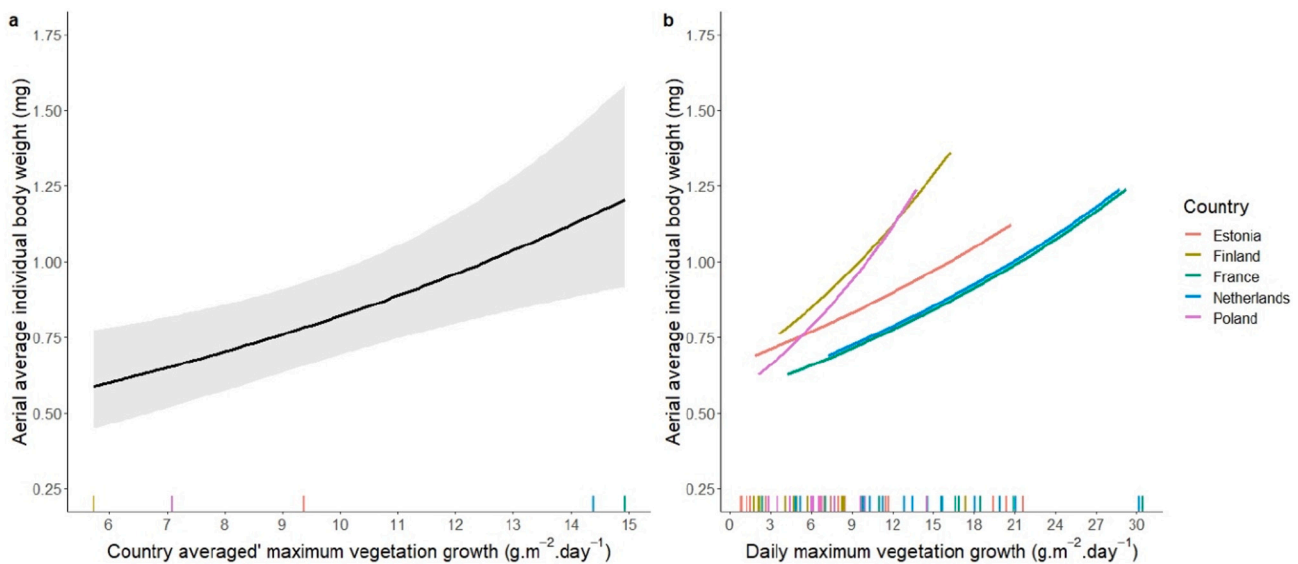 a
Aerial average individual body weight (mg)
1.75
1.50
1.25
1.00
0.75
0.50
0.25
6 7 8 9 10 11 12 13 14 15
Country averaged' maximum vegetation growth (g.m⁻².day⁻¹)
b
Aerial average individual body weight (mg)
1.75
1.50
1.25
1.00
0.75
0.50
0.25
0 3 6 9 12 15 18 21 24 27 30
Daily maximum vegetation growth (g.m⁻².day⁻¹)
Country
Estonia
Finland
France
Netherlands
Poland